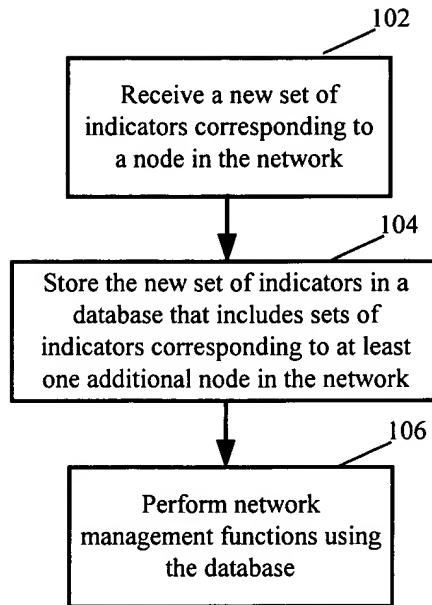 102
Receive a new set of
indicators corresponding to
a node in the network
104
Store the new set of indicators in a
database that includes sets of
indicators corresponding to at least
one additional node in the network
106
Perform network
management functions using
the database